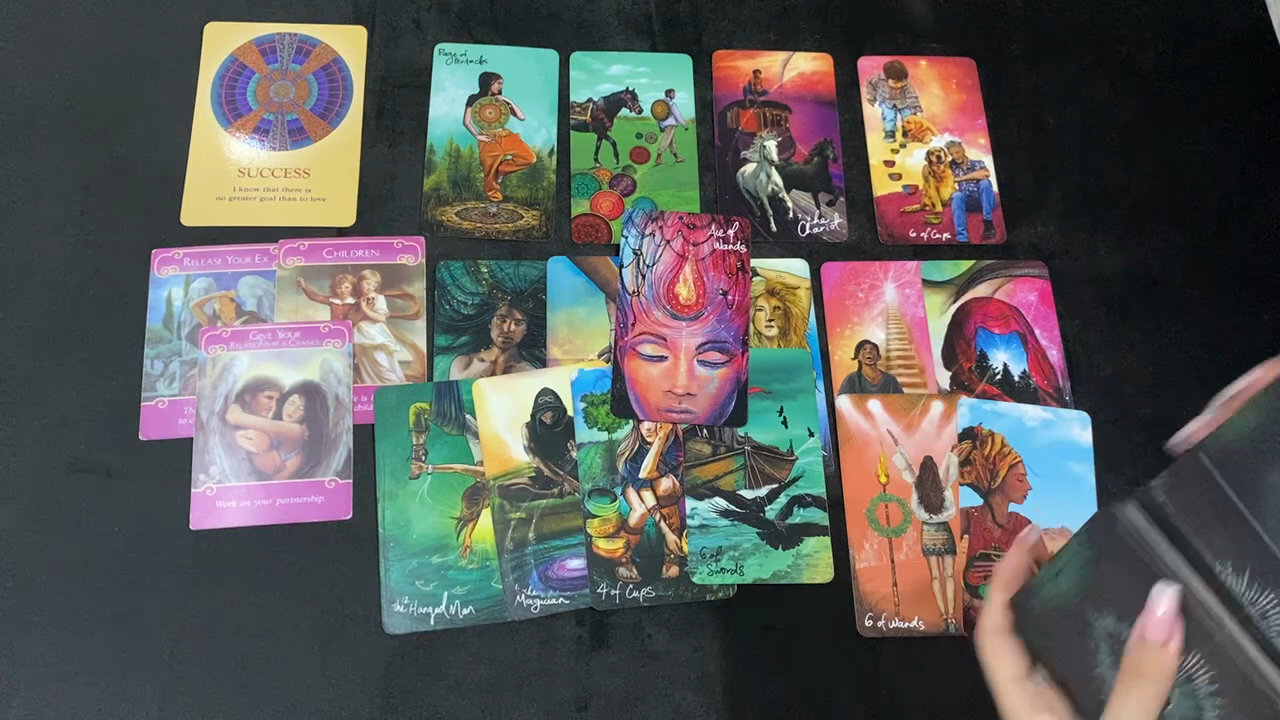 SUCCESS
I know that there is
no greater goal than to love
Page of
Pentacles
the
Chariot
6 of Cups
RELEASE YOUR EX
CHILDREN
GIVE YOUR
RELATIONSHIP A CHANCE
Work on your partnership.
Ace of
Wands
the Hanged Man
the
Magician
4 of Cups
6 of
Swords
6 of Wands